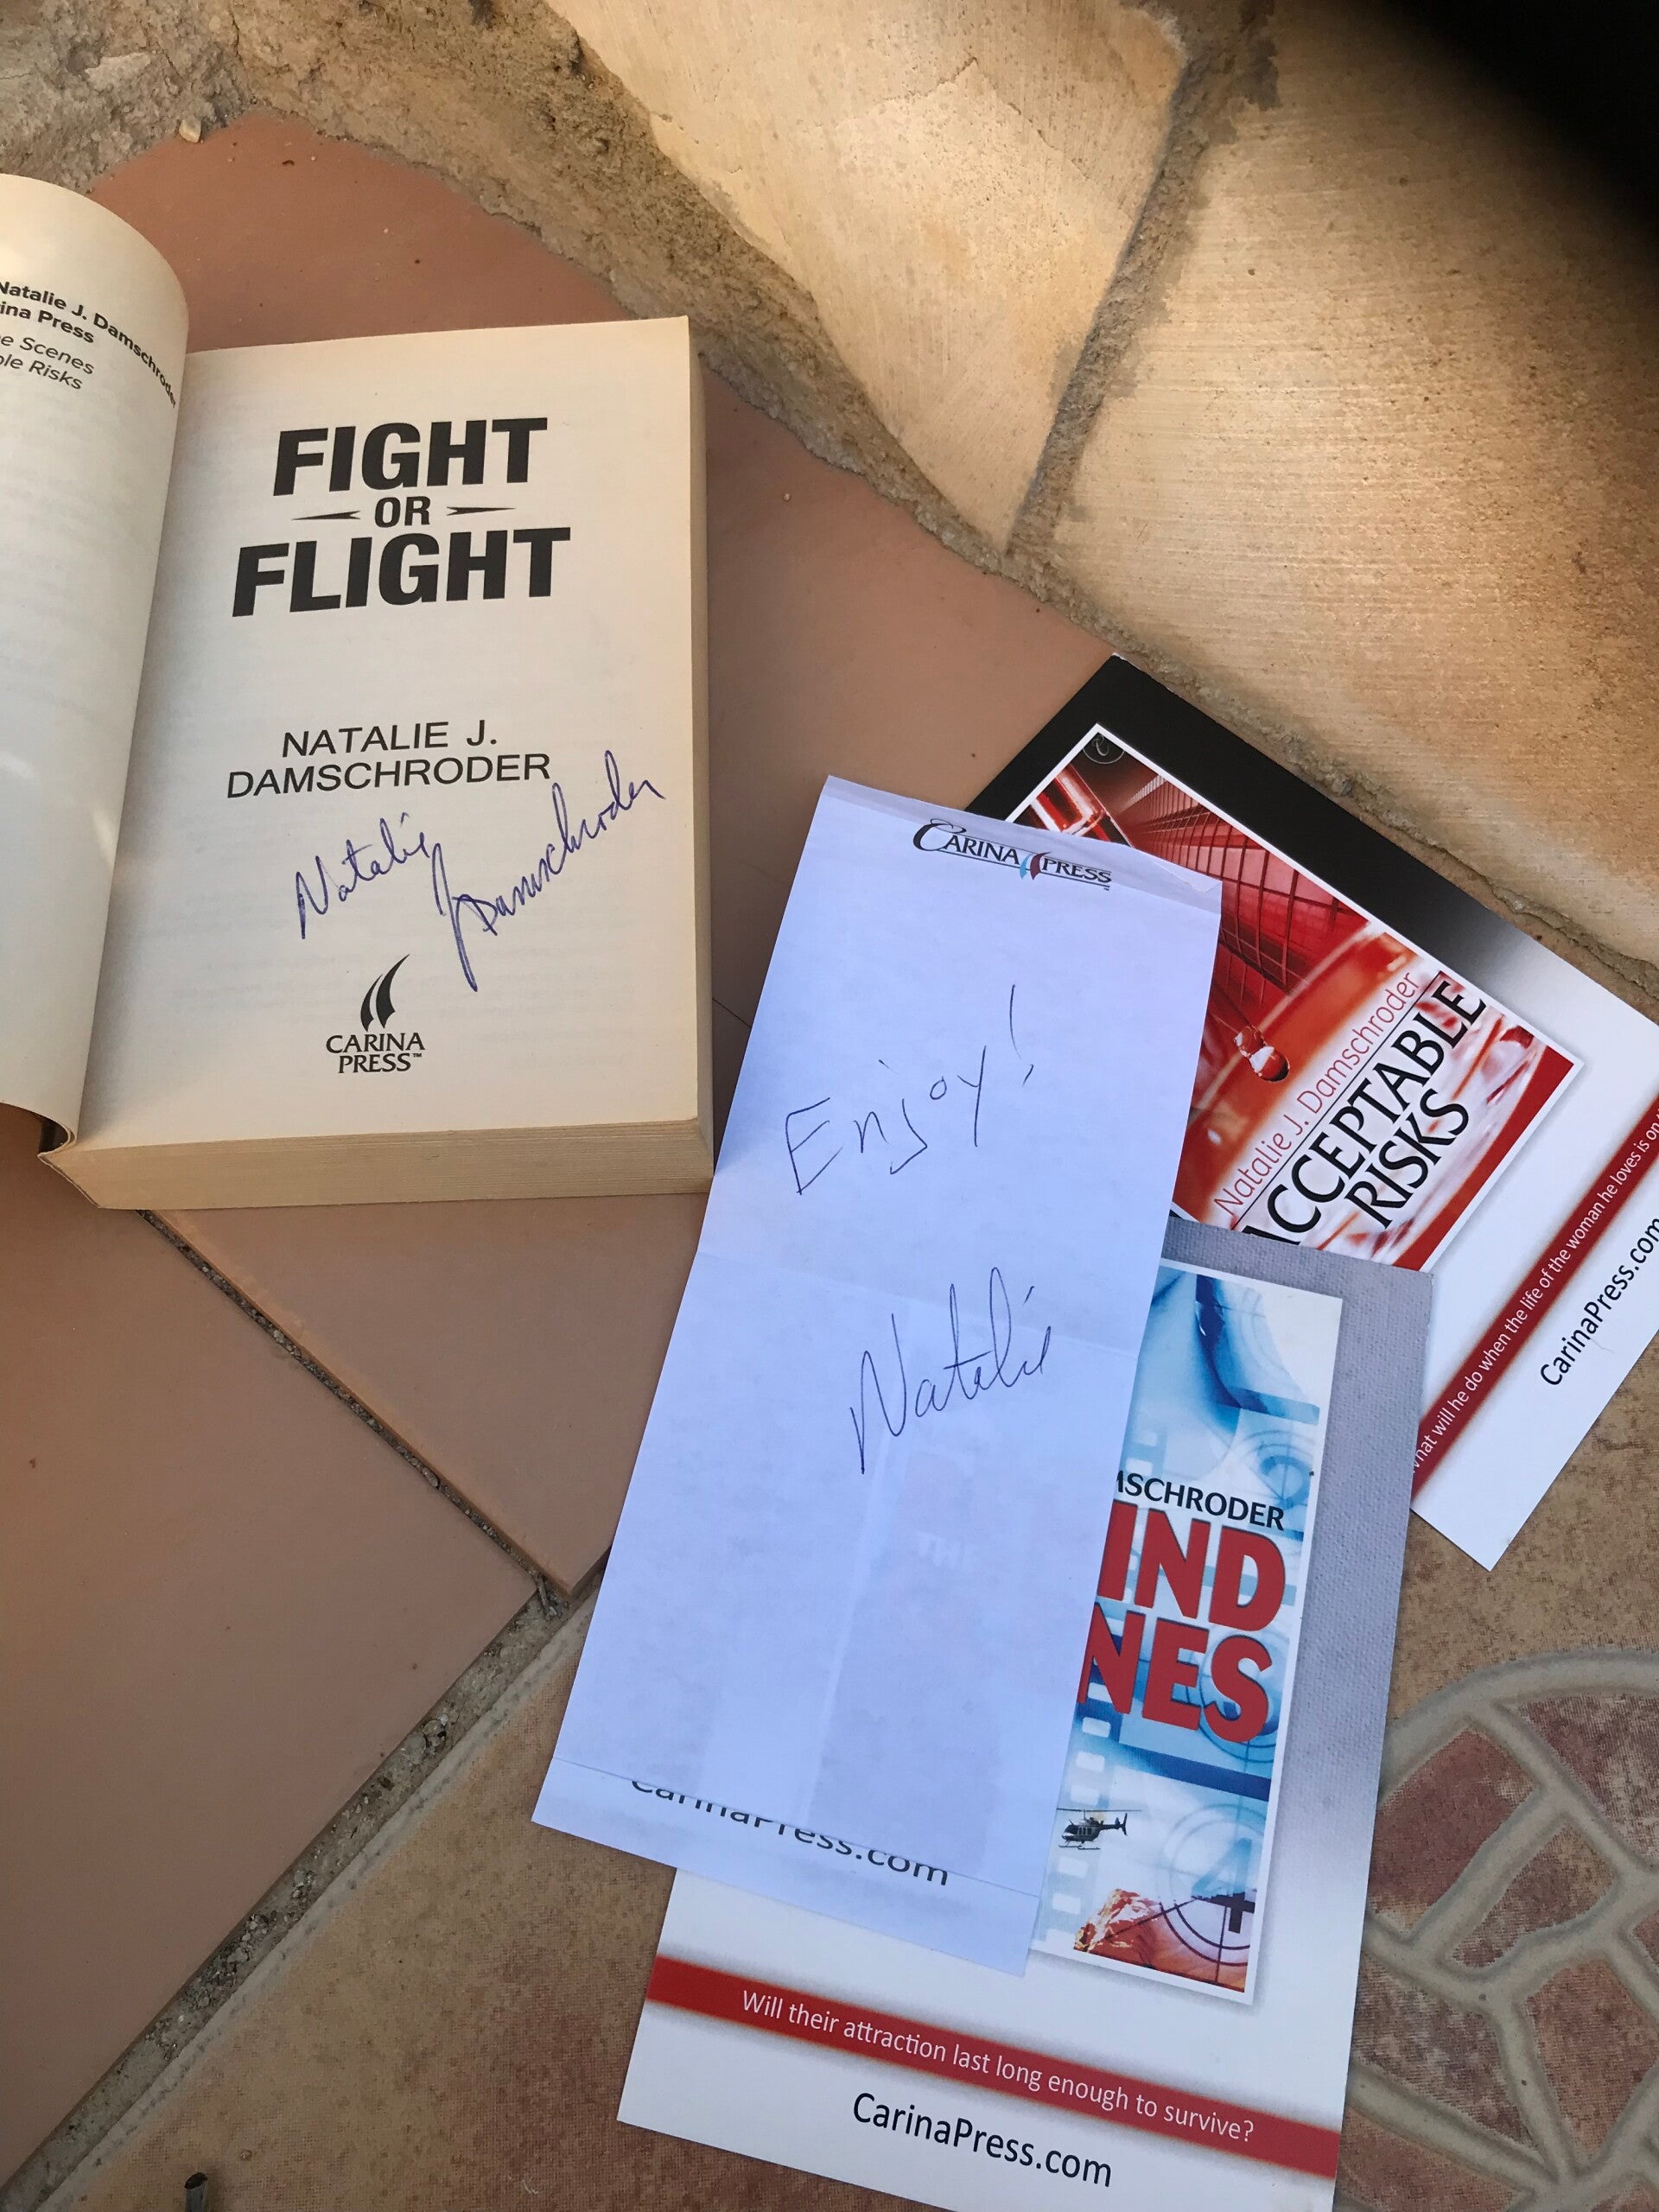 Natalie J. Damschroder
ina Press
e Scenes
ble Risks
FIGHT
OR
FLIGHT
NATALIE J.
DAMSCHRODER
Natalie J Damschroder
CARINA
PRESS™
CARINA PRESS
Enjoy!
Natalie
THE
CarinaPress.com
Natalie J. Damschroder
ACCEPTABLE
RISKS
What will he do when the life of the woman he loves is on
CarinaPress.com
MSCHRODER
IND
NES
4
Will their attraction last long enough to survive?
CarinaPress.com